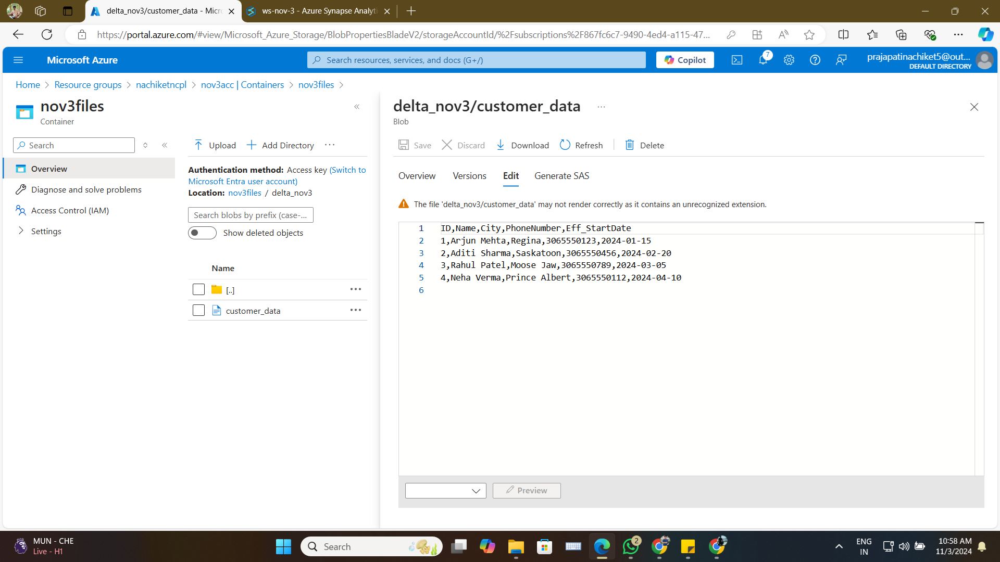 delta_nov3/customer_data - Micr
ws-nov-3 - Azure Synapse Analyti
https://portal.azure.com/#view/Microsoft_Azure_Storage/BlobPropertiesBladeV2/storageAccountId/%2Fsubscriptions%2F867fc6c7-9490-4ed4-a115-47...
Microsoft Azure
Search resources, services, and docs (G+/)
Copilot
7
prajapatinachiket5@out...
DEFAULT DIRECTORY
Home > Resource groups > nachiketncpl > nov3acc | Containers > nov3files >
nov3files
Container
Search
Overview
Diagnose and solve problems
Access Control (IAM)
Settings
Upload
Add Directory
...
Authentication method: Access key (Switch to
Microsoft Entra user account)
Location: nov3files / delta_nov3
Search blobs by prefix (case-...
Show deleted objects
Name
[..]
customer_data
delta_nov3/customer_data ...
Blob
Save
Discard
Download
Refresh
Delete
Overview
Versions
Edit
Generate SAS
The file 'delta_nov3/customer_data' may not render correctly as it contains an unrecognized extension.
1 ID,Name,City,PhoneNumber,Eff_StartDate
2 1,Arjun Mehta,Regina,3065550123,2024-01-15
3 2,Aditi Sharma,Saskatoon,3065550456,2024-02-20
4 3,Rahul Patel,Moose Jaw,3065550789,2024-03-05
5 4,Neha Verma,Prince Albert,3065550112,2024-04-10
6
Preview
MUN - CHE
Live - H1
Search
2
ENG
IN
10:58 AM
11/3/2024